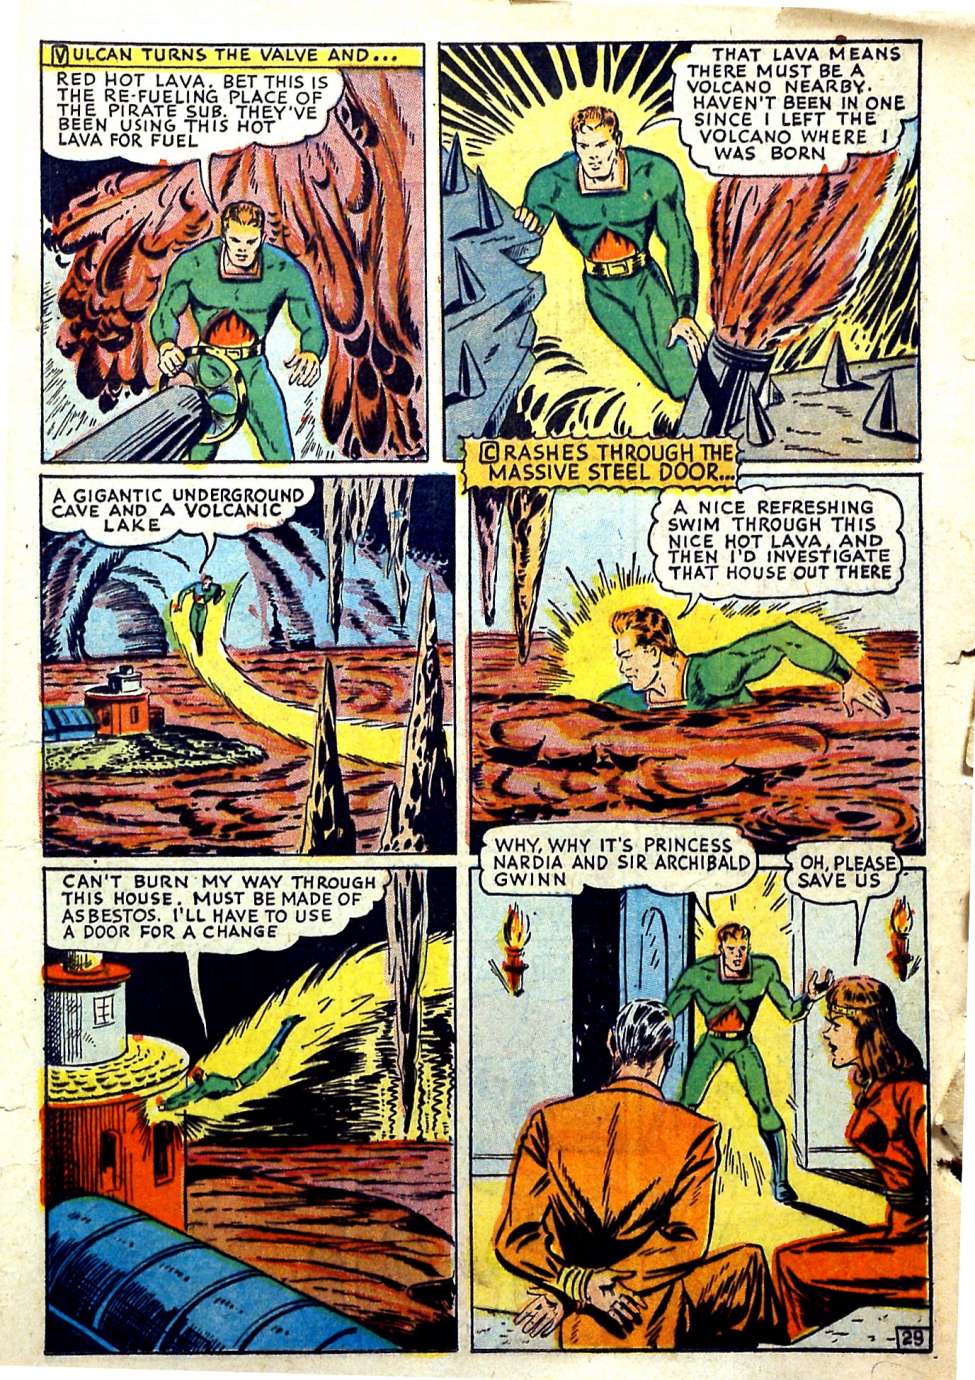 VULCAN TURNS THE VALVE AND...
RED HOT LAVA. BET THIS IS
THE RE-FUELING PLACE OF
THE PIRATE SUB. THEY'VE
BEEN USING THIS HOT
LAVA FOR FUEL
THAT LAVA MEANS
THERE MUST BE A
VOLCANO NEARBY.
HAVEN'T BEEN IN ONE
SINCE I LEFT THE
VOLCANO WHERE I
WAS BORN
A GIGANTIC UNDERGROUND
CAVE AND A VOLCANIC
LAKE
CRASHES THROUGH THE
MASSIVE STEEL DOOR...
A NICE REFRESHING
SWIM THROUGH THIS
NICE HOT LAVA, AND
THEN I'D INVESTIGATE
THAT HOUSE OUT THERE
CAN'T BURN MY WAY THROUGH
THIS HOUSE. MUST BE MADE OF
ASBESTOS. I'LL HAVE TO USE
A DOOR FOR A CHANGE
WHY, WHY IT'S PRINCESS
NARDIA AND SIR ARCHIBALD
GWINN
OH, PLEASE
SAVE US
29